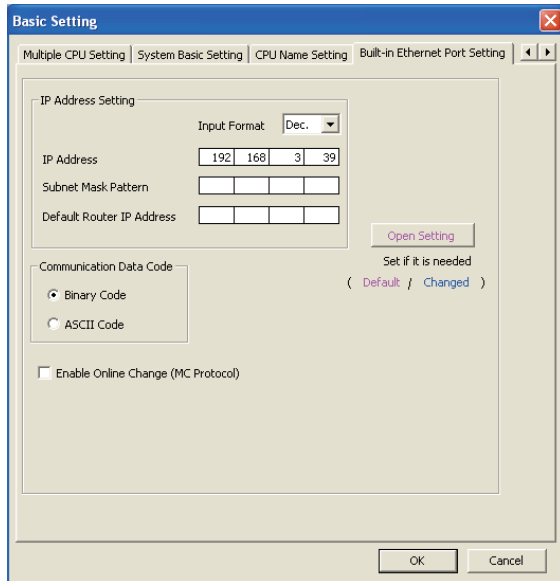 Basic Setting
Multiple CPU Setting System Basic Setting CPU Name Setting Built-in Ethernet Port Setting
IP Address Setting
Input Format Dec.
IP Address 192 168 3 39
Subnet Mask Pattern
Default Router IP Address
Open Setting
Set if it is needed
( Default / Changed )
Communication Data Code
Binary Code
ASCII Code
Enable Online Change (MC Protocol)
OK Cancel